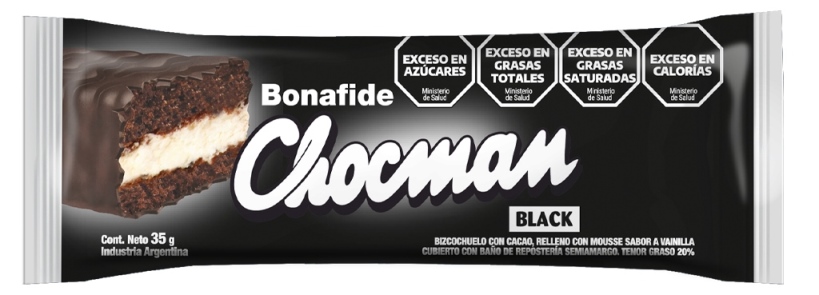 EXCESO EN
AZÚCARES
Ministerio
de Salud
EXCESO EN
GRASAS
TOTALES
Ministerio
de Salud
EXCESO EN
GRASAS
SATURADAS
Ministerio
de Salud
EXCESO EN
CALORÍAS
Ministerio
de Salud
Bonafide
Chocman
BLACK
Cont. Neto 35 g
Industria Argentina
BIZCOCHUELO CON CACAO, RELLENO CON MOUSSE SABOR A VAINILLA
CUBIERTO CON BAÑO DE REPOSTERÍA SEMIAMARGO. TENOR GRASO 20%